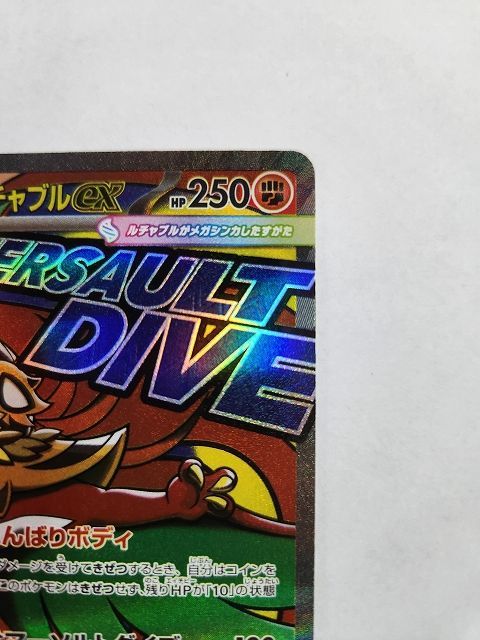 チャブルex HP 250
ルチャブルがメガシンカしたすがた
ERSAULT
DIVE
んばりボディ
ダメージを受けてきぜつするとき、自分はコインを
このポケモンはきぜつせず、残りHPが「10」の状態